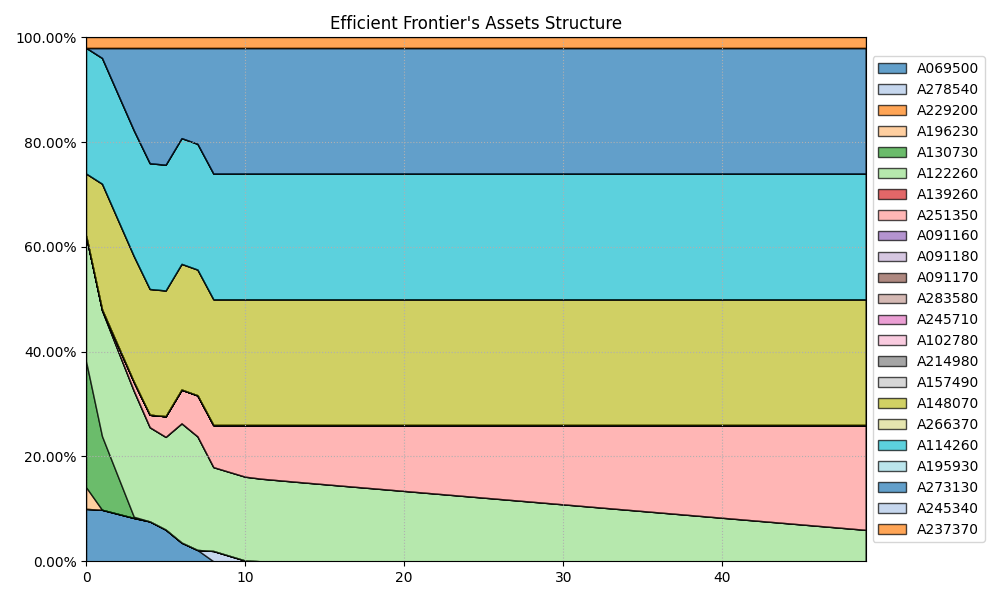 Efficient Frontier's Assets Structure
100.00%
80.00%
60.00%
40.00%
20.00%
0.00%
0
10
20
30
40
A069500
A278540
A229200
A196230
A130730
A122260
A139260
A251350
A091160
A091180
A091170
A283580
A245710
A102780
A214980
A157490
A148070
A266370
A114260
A195930
A273130
A245340
A237370